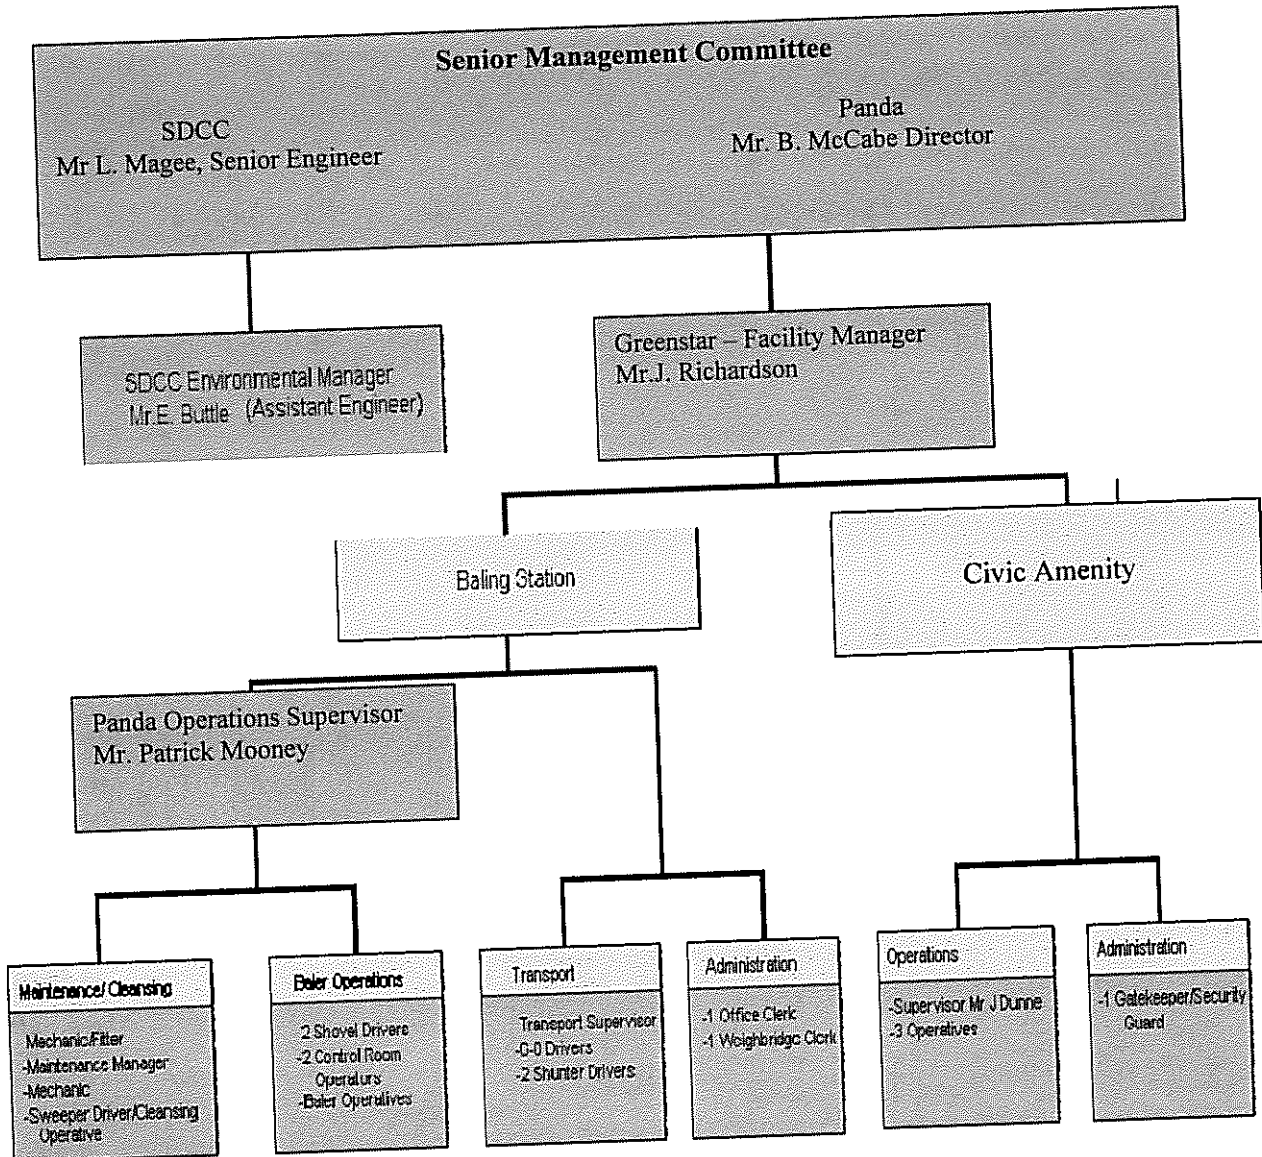 Senior Management Committee
SDCC
Mr L. Magee, Senior Engineer
Panda
Mr. B. McCabe Director
SDCC Environmental Manager
Mr.E. Buttle (Assistant Engineer)
Greenstar – Facility Manager
Mr.J. Richardson
Baling Station
Civic Amenity
Panda Operations Supervisor
Mr. Patrick Mooney
Maintenance/ Cleansing
Mechanic/Fitter
-Maintenance Manager
-Mechanic
-Sweeper Driver/Cleansing
Operative
Baler Operations
2 Shovel Drivers
-2 Control Room
Operators
-Baler Operatives
Transport
Transport Supervisor
Drivers
-2 Shunter Drivers
Administration
-1 Office Clerk
-1 Weighbridge Clerk
Operations
-Supervisor Mr J Dunne
-3 Operatives
Administration
-1 Gatekeeper/Security
Guard